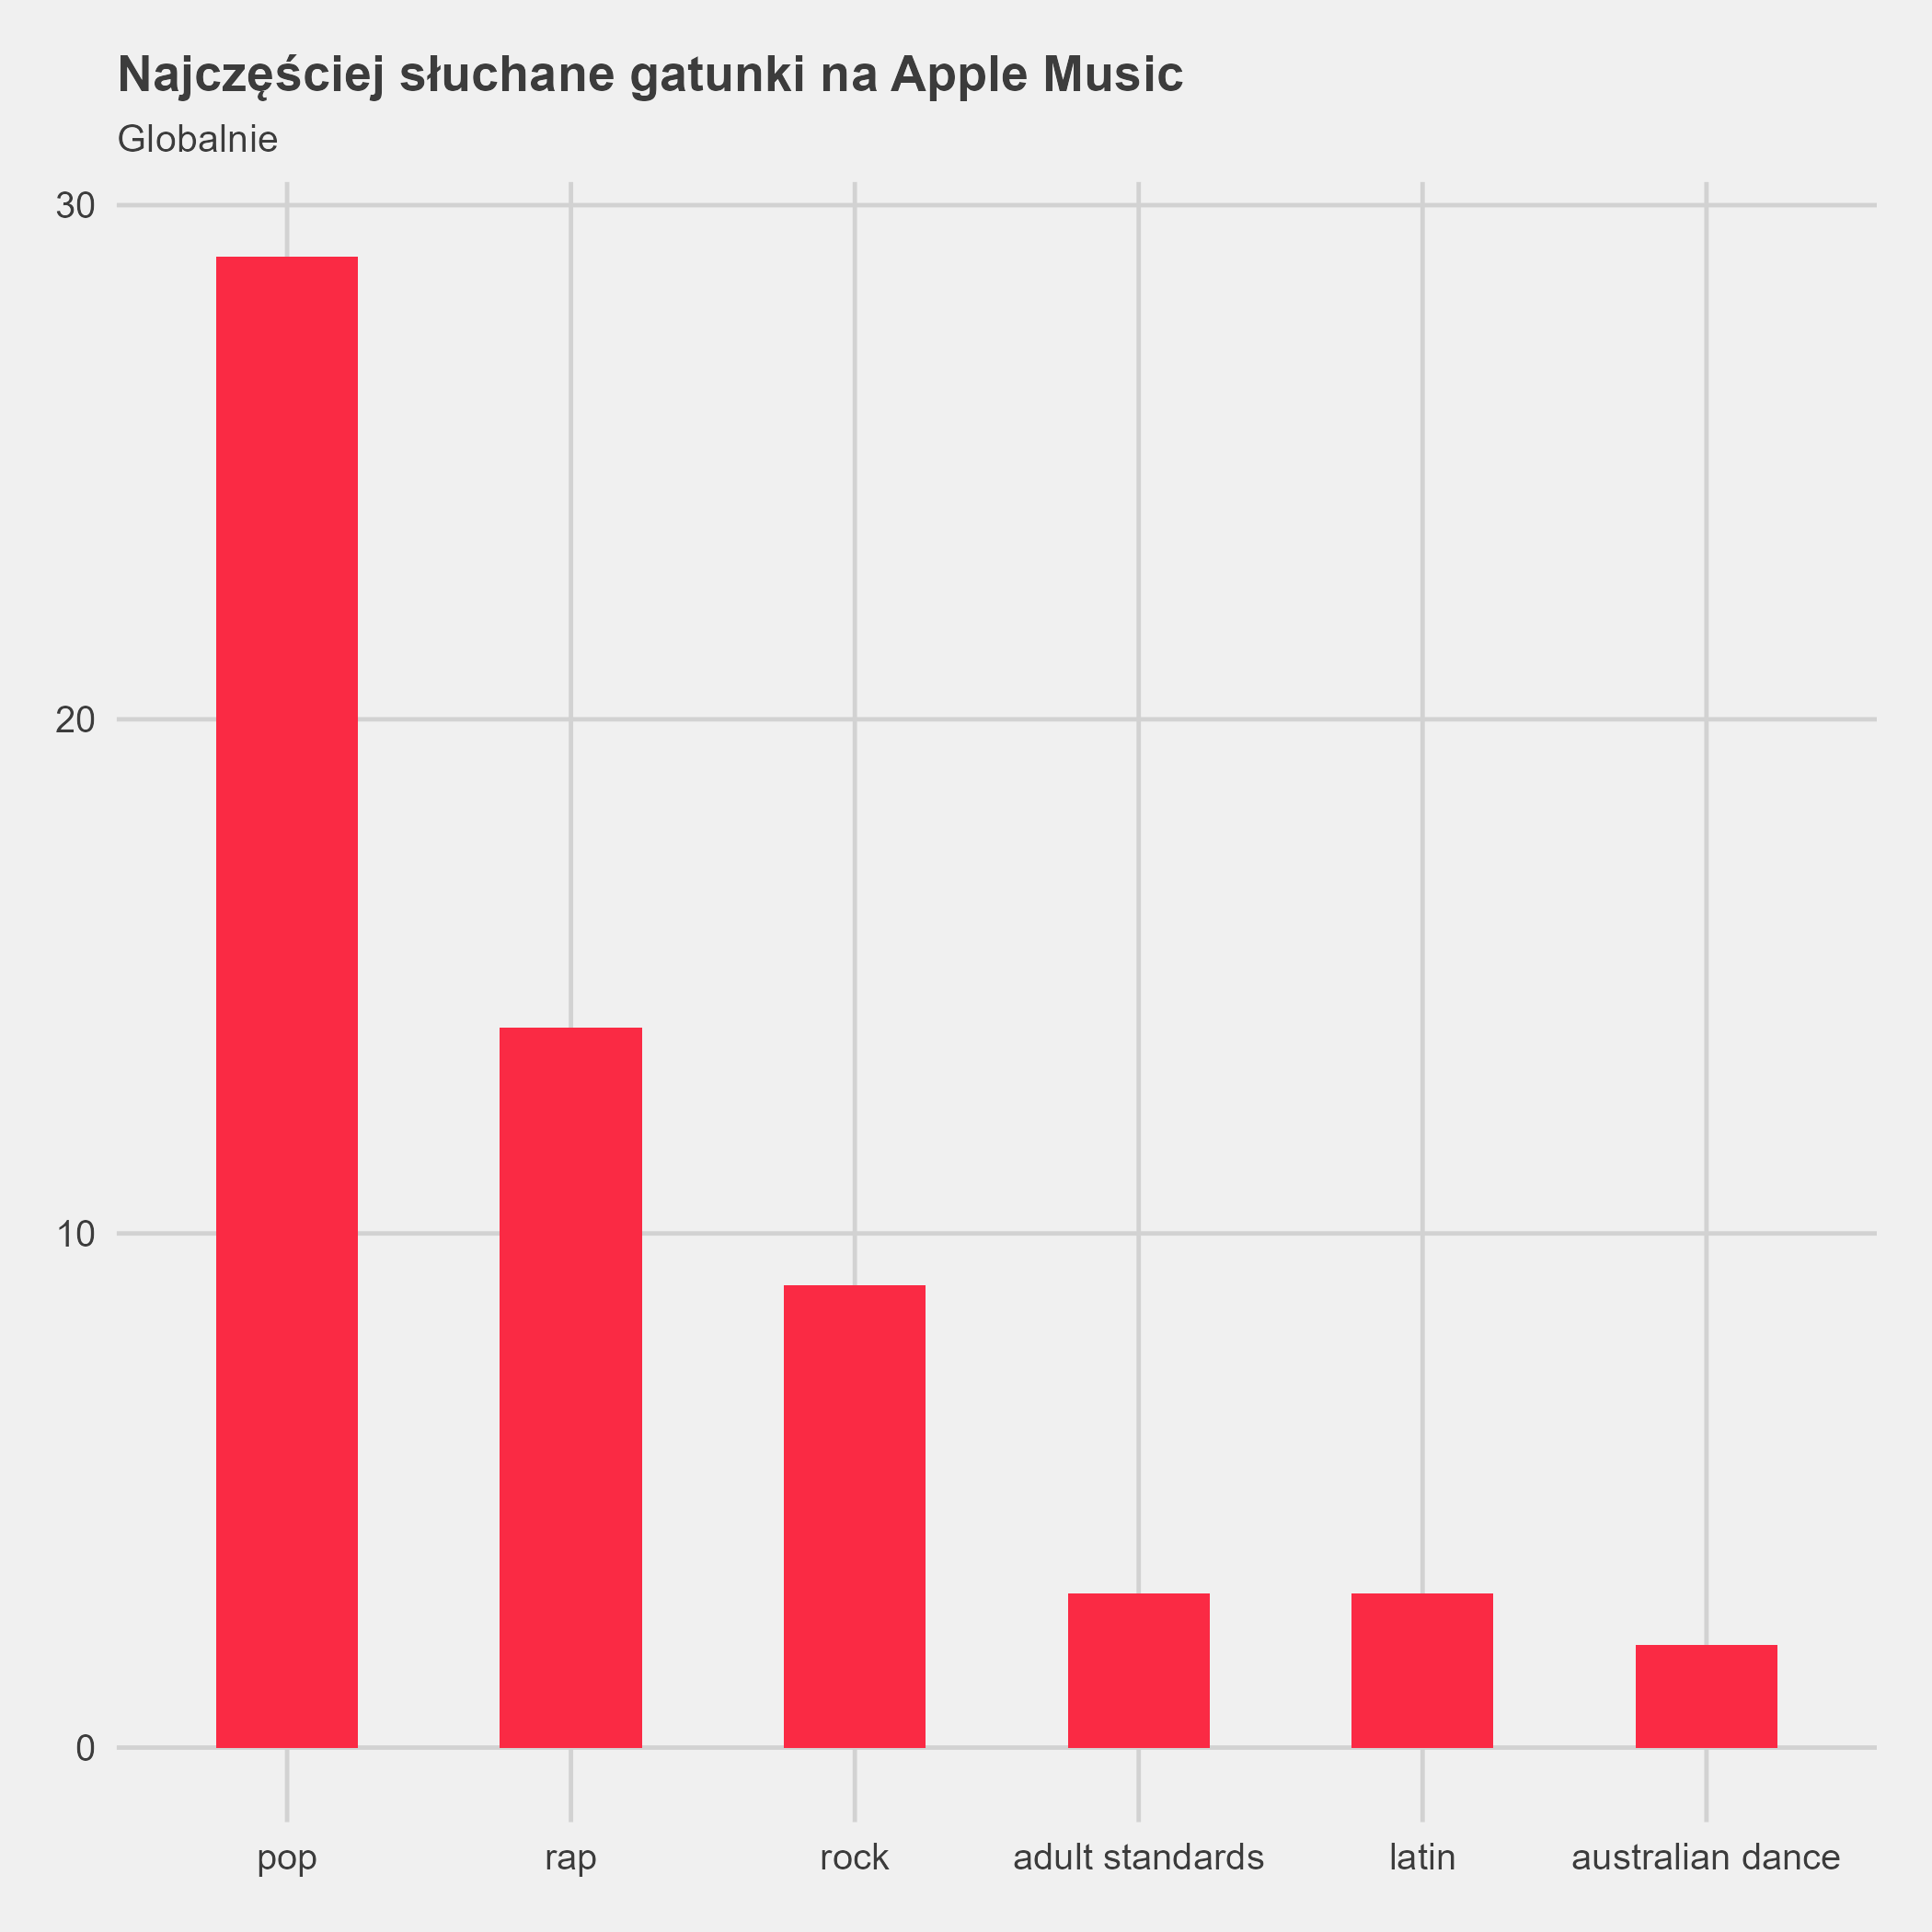 Najczęściej słuchane gatunki na Apple Music
Globalnie
30
20
10
0
pop rap rock adult standards latin australian dance